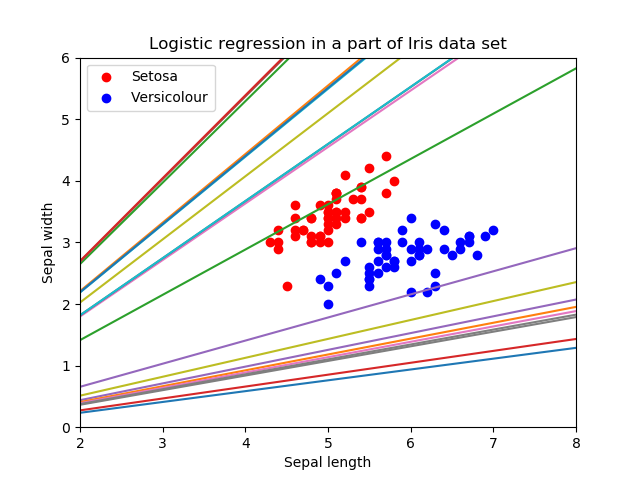 Logistic regression in a part of Iris data set
Setosa
Versicolour
Sepal width
6
5
4
3
2
1
0
2
3
4
5
6
7
8
Sepal length